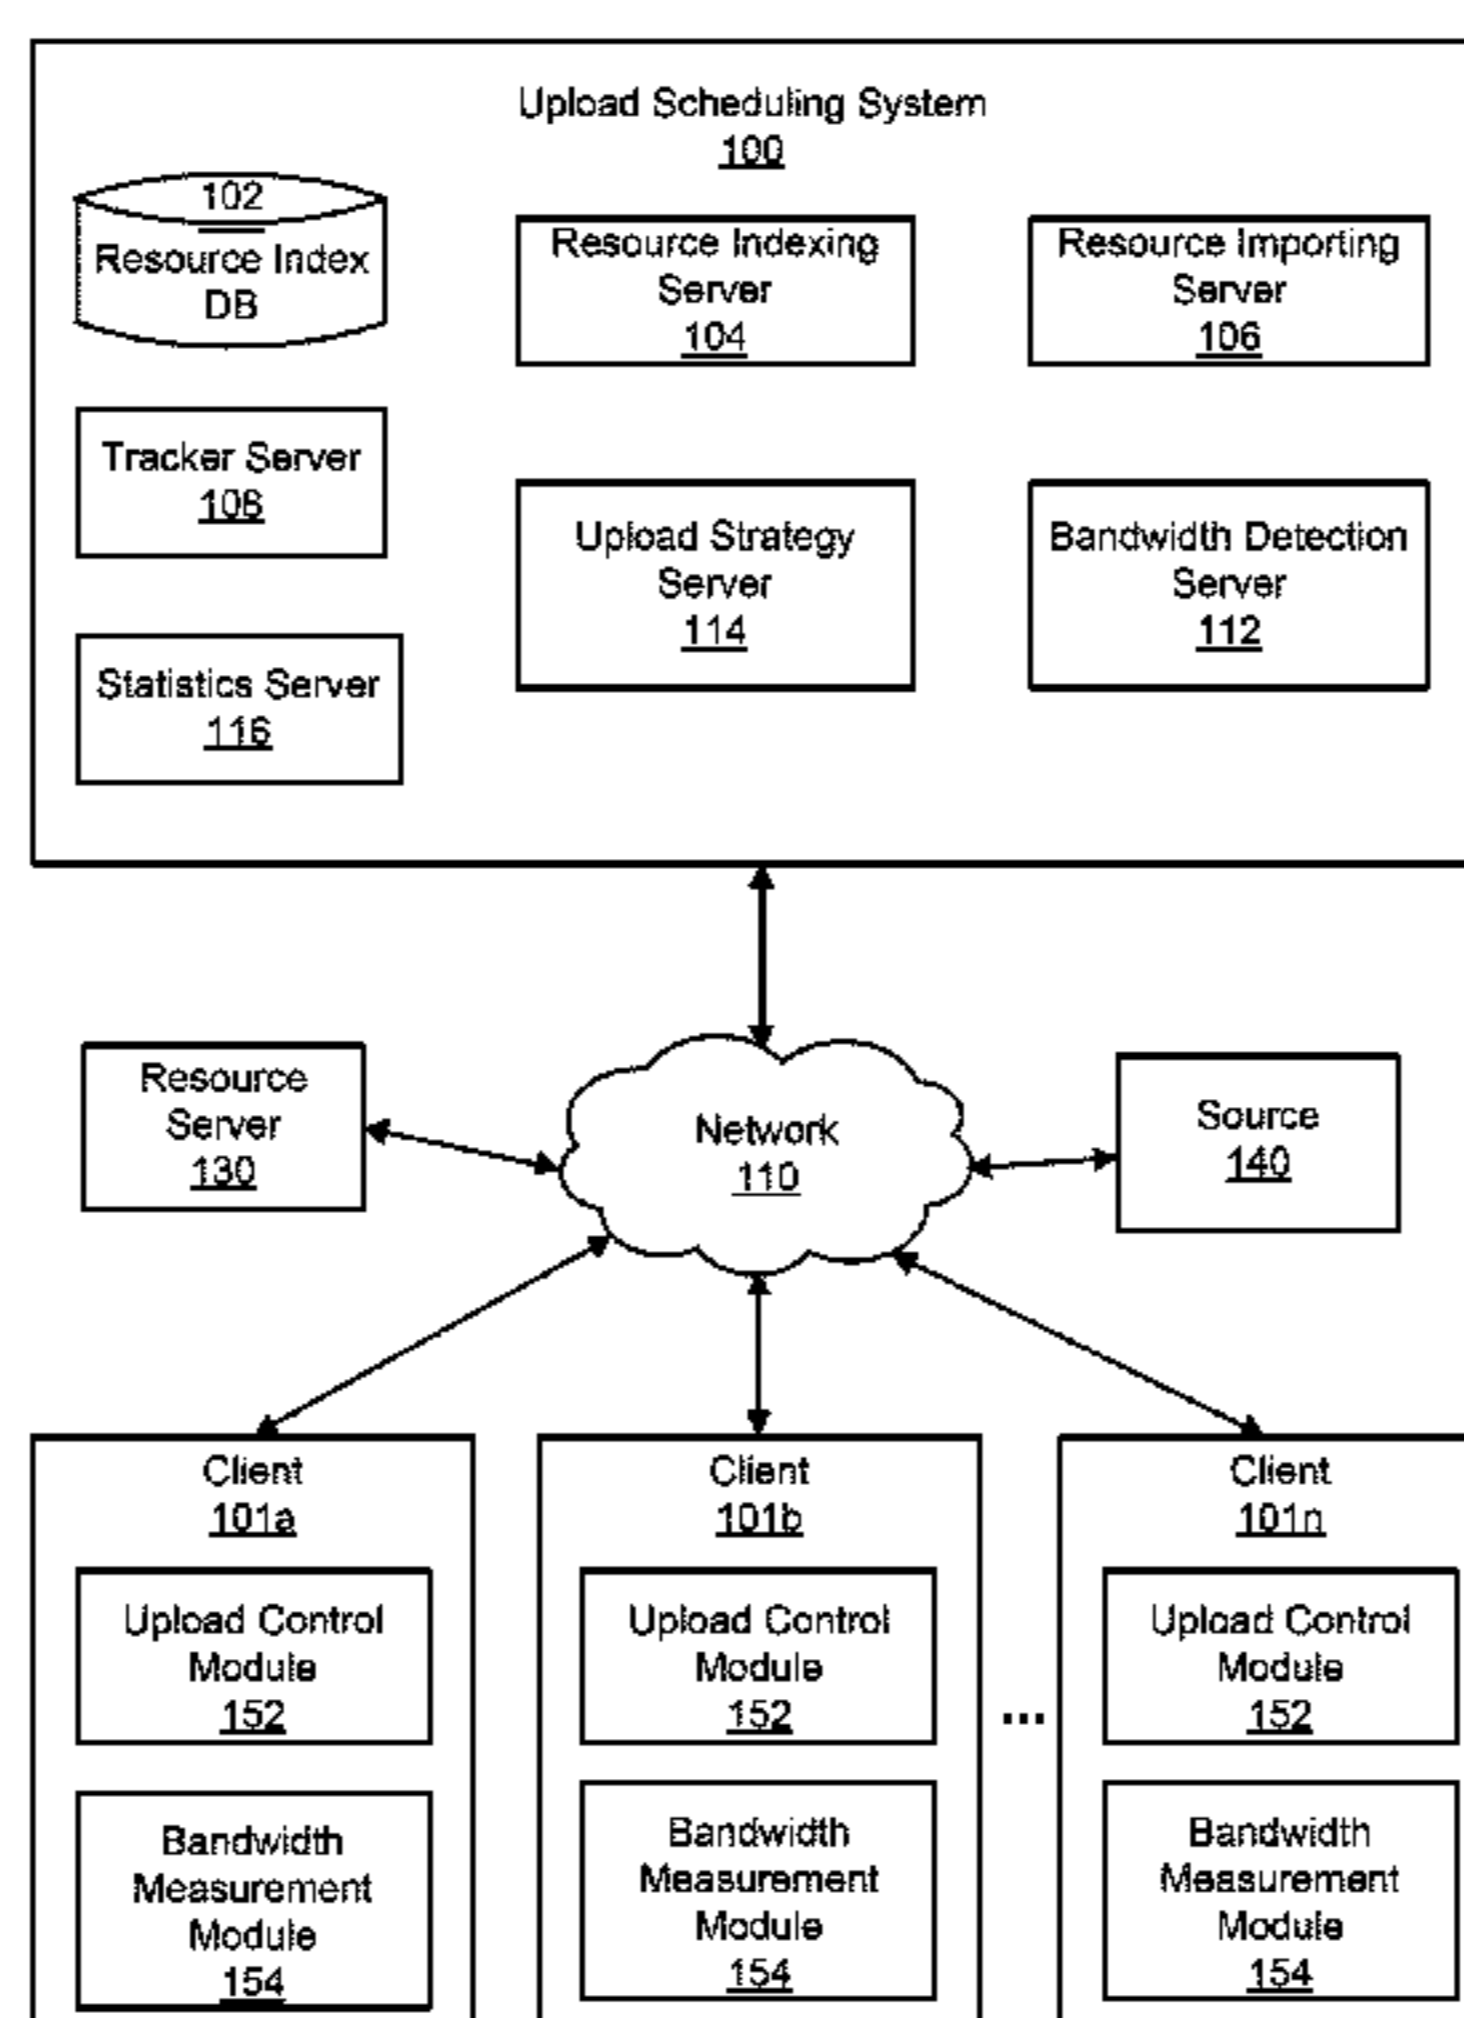 Upload Scheduling System
100
102
Resource Index
DB
Resource Indexing
Server
104
Resource Importing
Server
106
Tracker Server
108
Upload Strategy
Server
114
Bandwidth Detection
Server
112
Statistics Server
116
Resource
Server
130
Network
110
Source
140
Client
101a
Upload Control
Module
152
Bandwidth
Measurement
Module
154
Client
101b
Upload Control
Module
152
Bandwidth
Measurement
Module
154
...
Client
101n
Upload Control
Module
152
Bandwidth
Measurement
Module
154